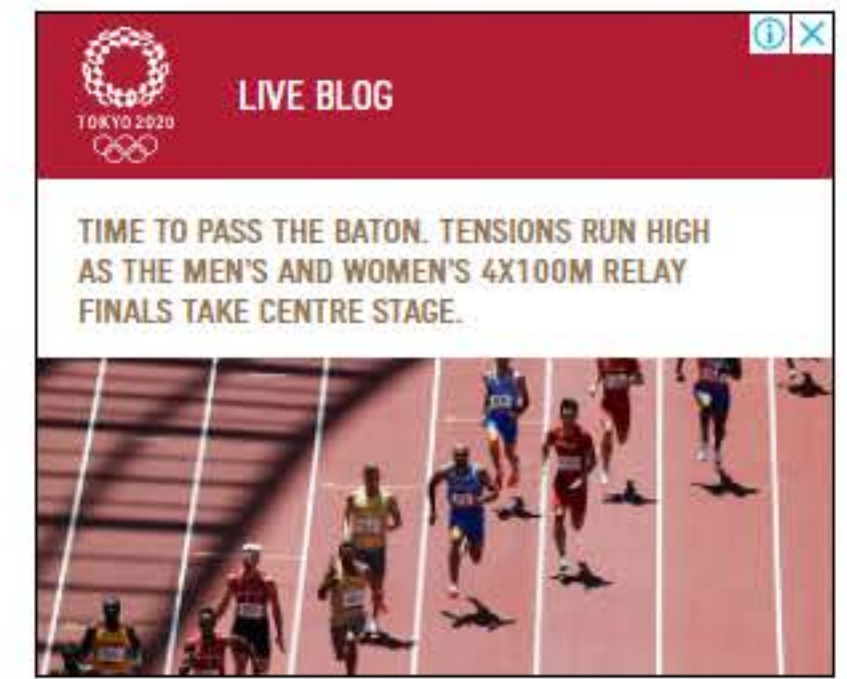 TOKYO 2020
LIVE BLOG
TIME TO PASS THE BATON. TENSIONS RUN HIGH
AS THE MEN'S AND WOMEN'S 4X100M RELAY
FINALS TAKE CENTRE STAGE.